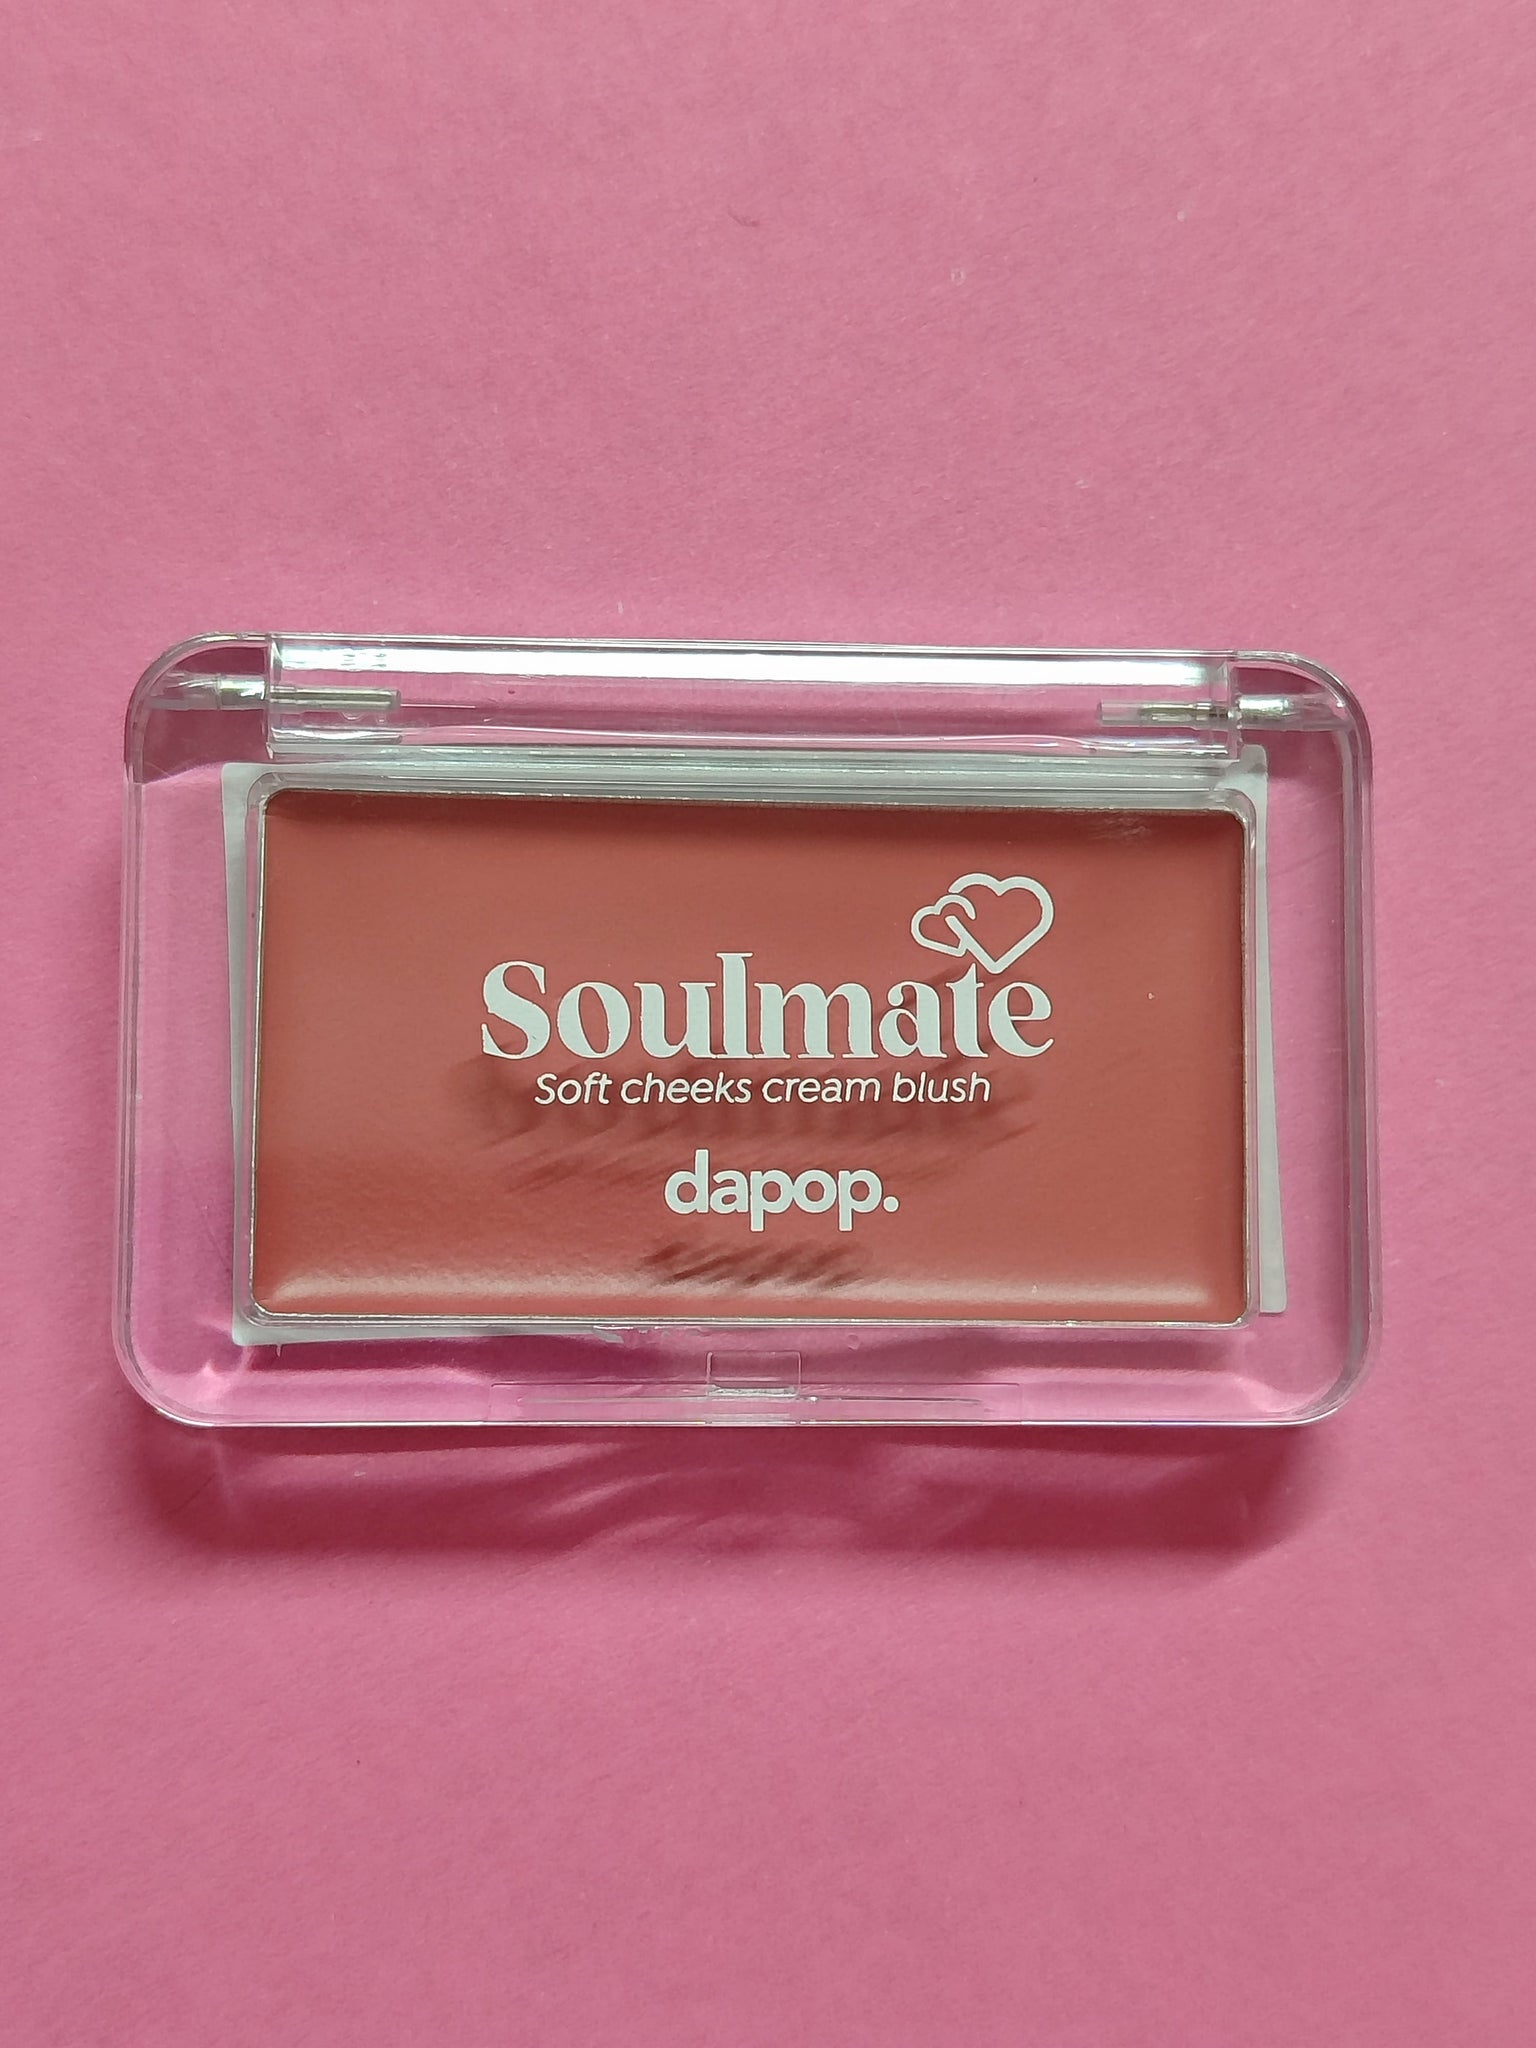 Soulmate
Soft cheeks cream blush
dapop.